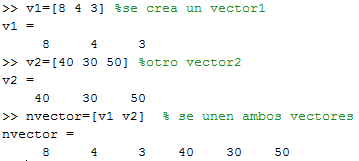 >> v1=[8 4 3] %se crea un vector1
v1 =
8 4 3
>> v2=[40 30 50] %otro vector2
v2 =
40 30 50
>> nvector=[v1 v2] % se unen ambos vectores
nvector =
8 4 3 40 30 50